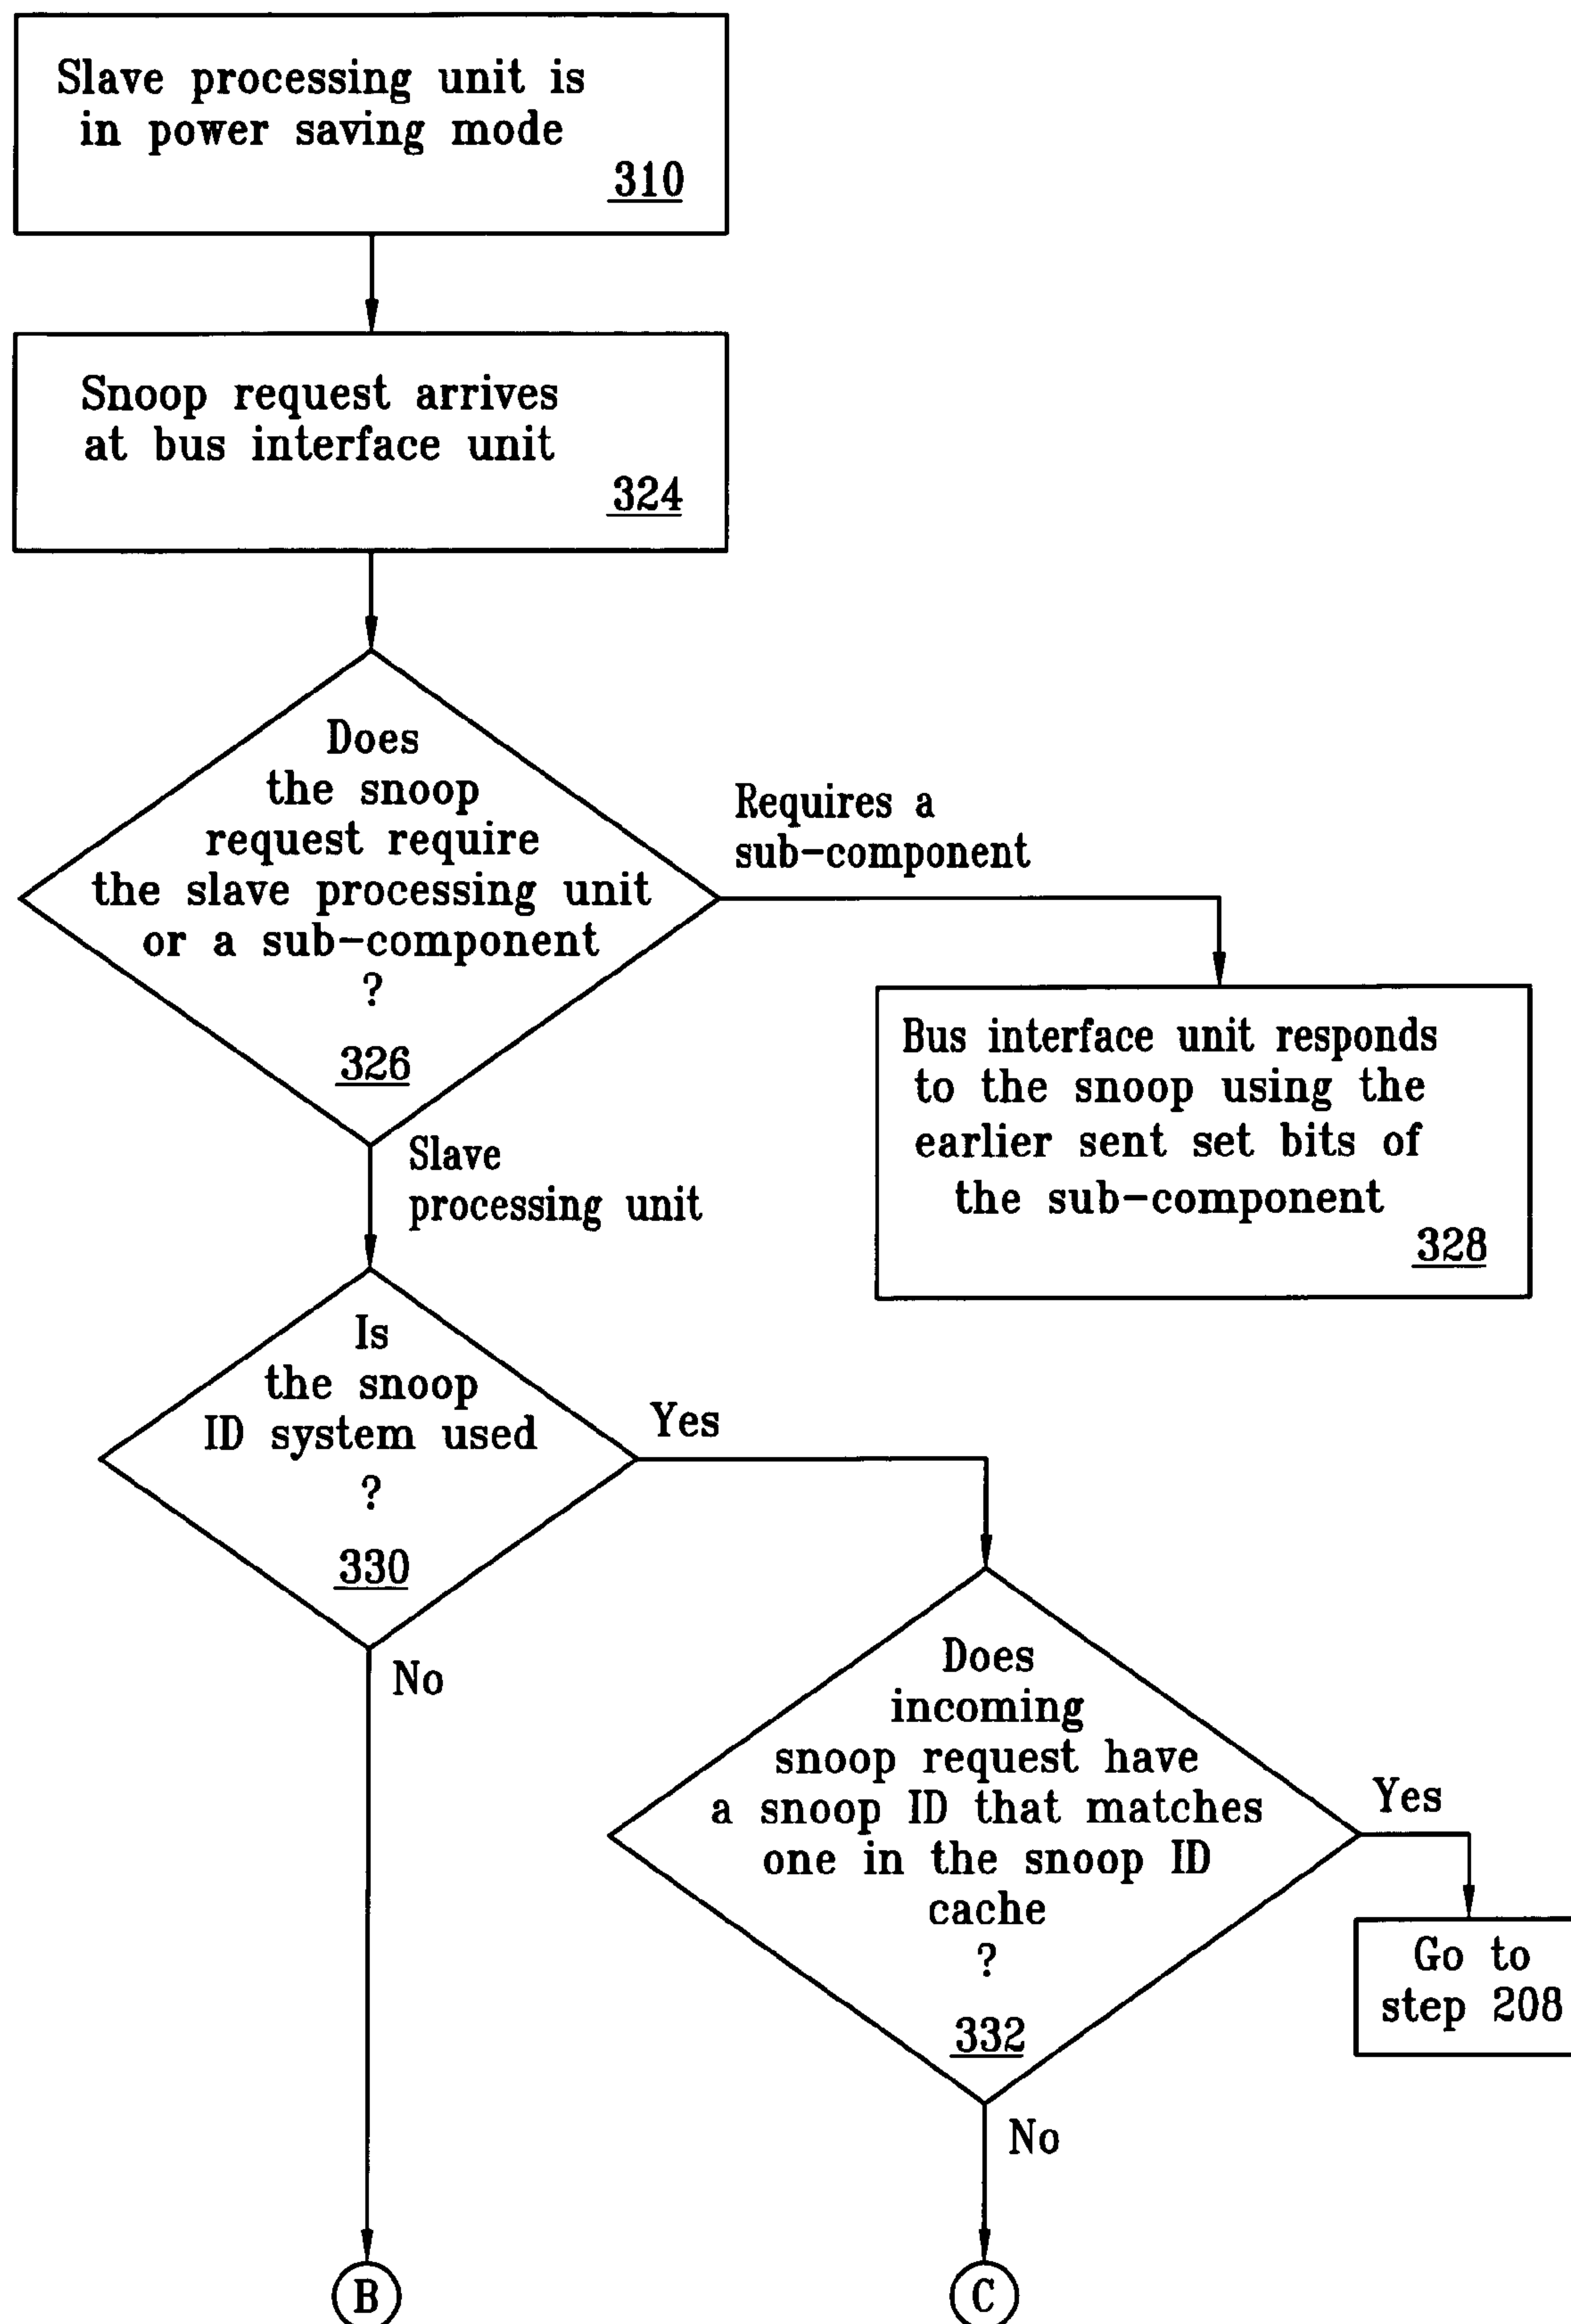 Slave processing unit is
in power saving mode
310
Snoop request arrives
at bus interface unit
324
Does
the snoop
request require
the slave processing unit
or a sub-component
?
326
Requires a
sub-component
Bus interface unit responds
to the snoop using the
earlier sent set bits of
the sub-component
328
Slave
processing unit
Is
the snoop
ID system used
?
330
Yes
No
Does
incoming
snoop request have
a snoop ID that matches
one in the snoop ID
cache
?
332
Yes
Go to
step 208
No
B
C